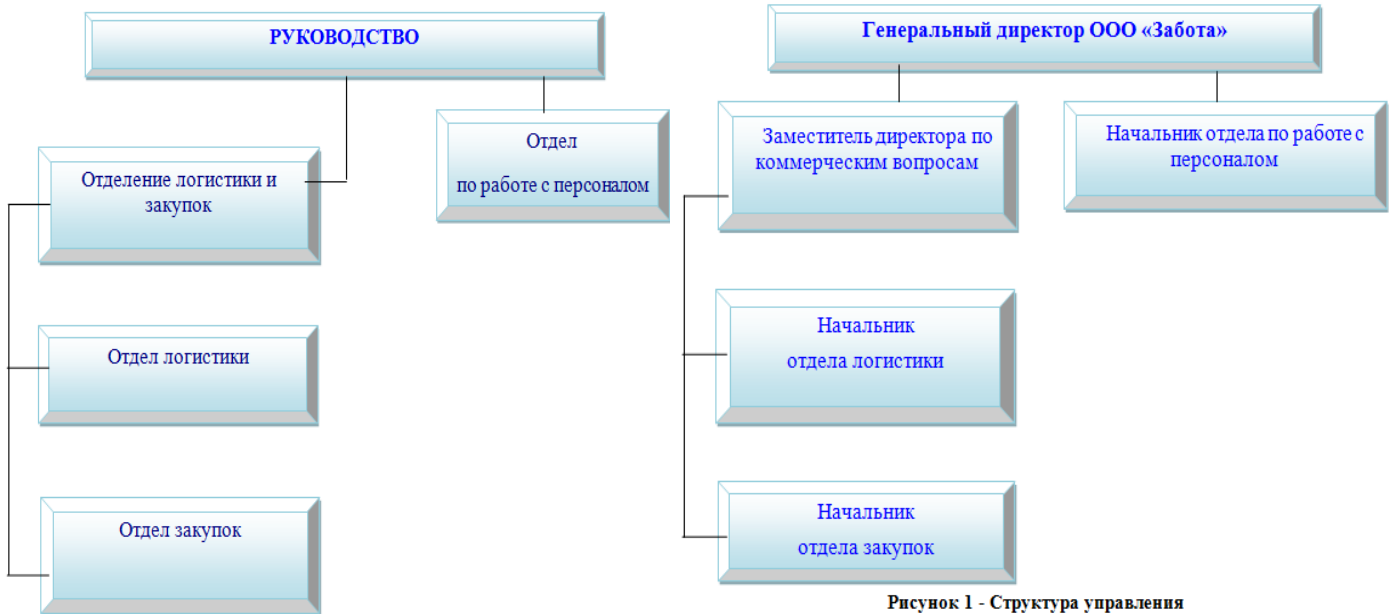 РУКОВОДСТВО
Отдел
по работе с персоналом
Отделение логистики и
закупок
Отдел логистики
Отдел закупок
Генеральный директор ООО «Забота»
Заместитель директора по
коммерческим вопросам
Начальник отдела по работе с
персоналом
Начальник
отдела логистики
Начальник
отдела закупок
Рисунок 1 - Структура управления